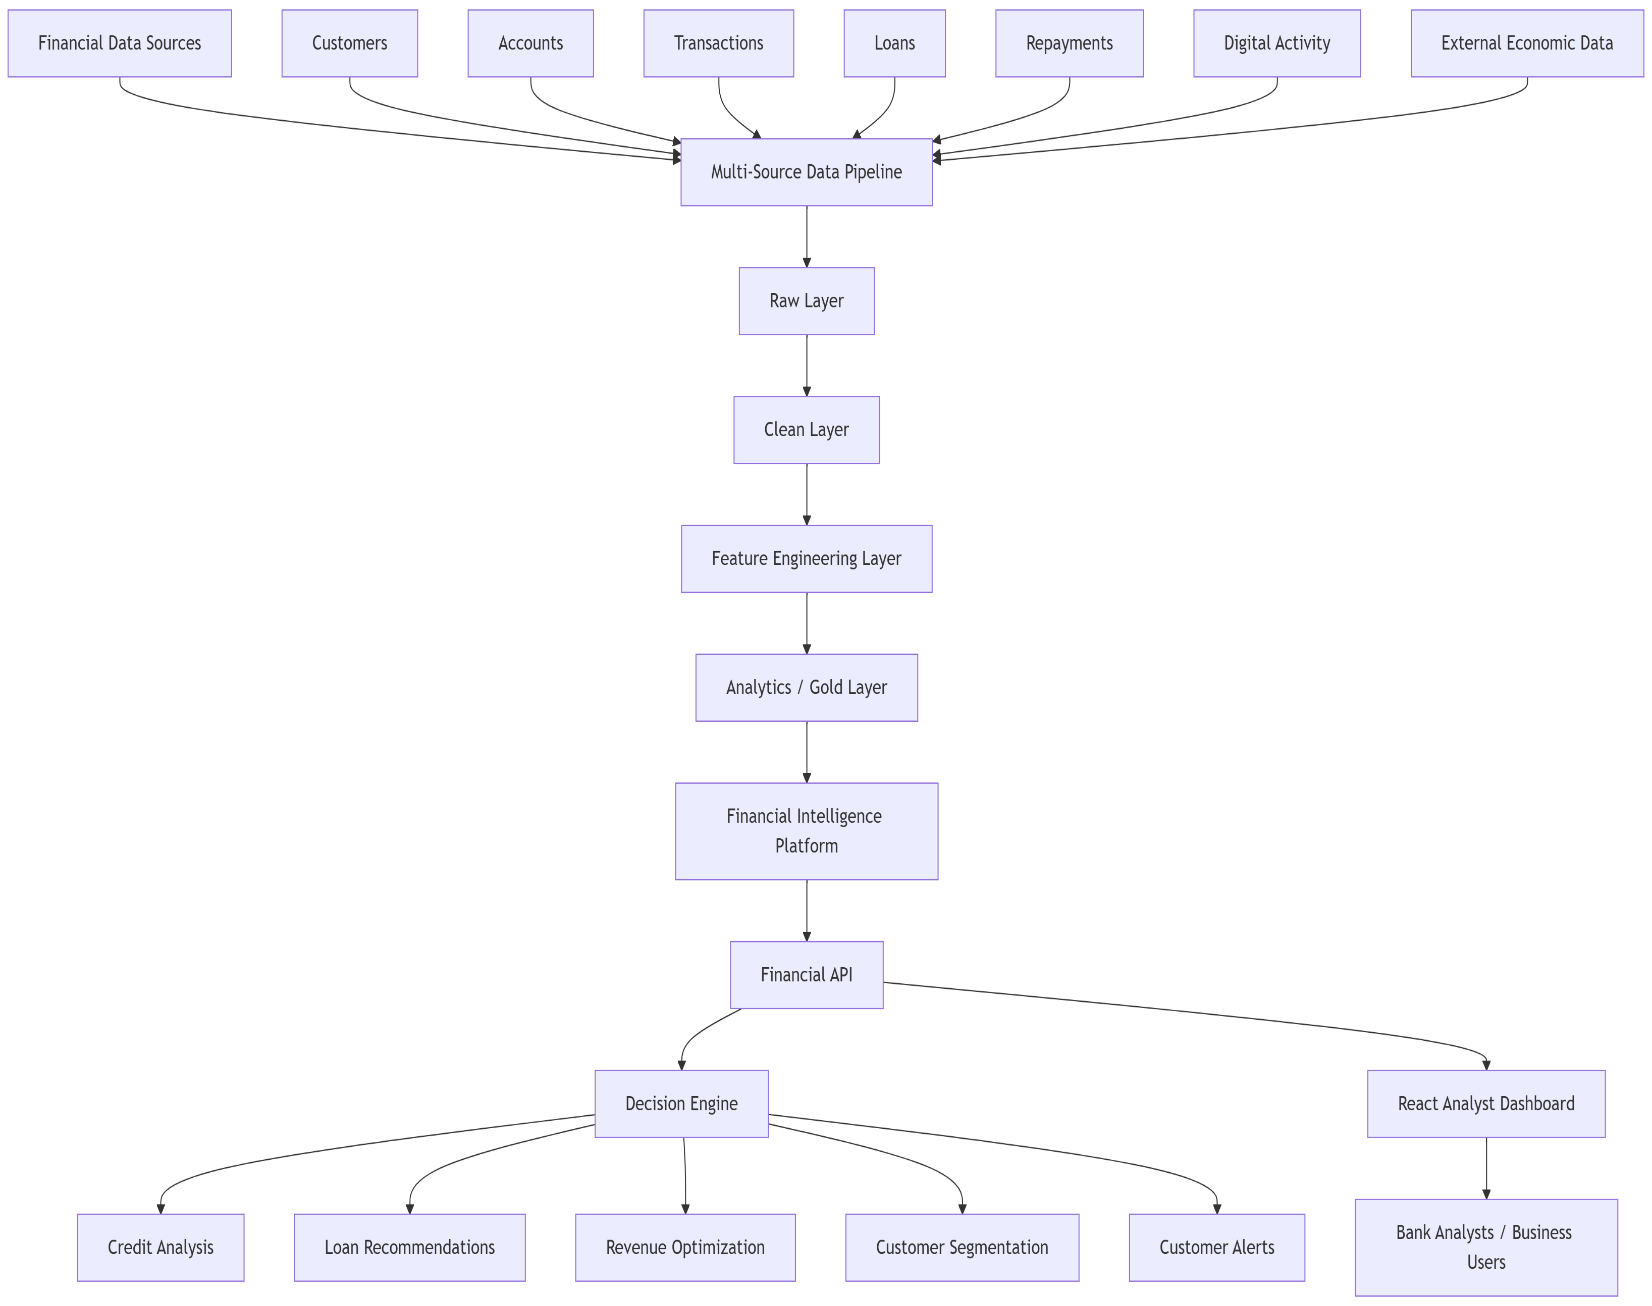 Financial Data Sources
Customers
Accounts
Transactions
Loans
Repayments
Digital Activity
External Economic Data
Multi-Source Data Pipeline
Raw Layer
Clean Layer
Feature Engineering Layer
Analytics / Gold Layer
Financial Intelligence
Platform
Financial API
Decision Engine
React Analyst Dashboard
Credit Analysis
Loan Recommendations
Revenue Optimization
Customer Segmentation
Customer Alerts
Bank Analysts / Business
Users